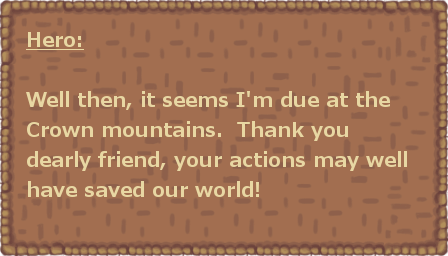 Hero:
Well then, it seems I'm due at the
Crown mountains.  Thank you
dearly friend, your actions may well
have saved our world!